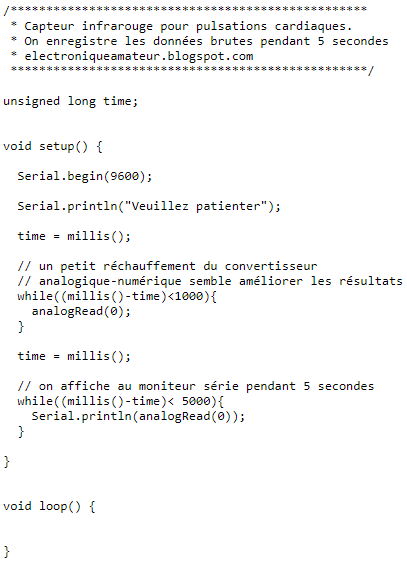 /**************************************************
 * Capteur infrarouge pour pulsations cardiaques.
 * On enregistre les données brutes pendant 5 secondes
 * electroniqueamateur.blogspot.com
 **************************************************/
unsigned long time;
void setup() {
  Serial.begin(9600);
  Serial.println("Veuillez patienter");
  time = millis();
  // un petit réchauffement du convertisseur
  // analogique-numérique semble améliorer les résultats
  while((millis()-time)<1000){
    analogRead(0);
  }
  time = millis();
  // on affiche au moniteur série pendant 5 secondes
  while((millis()-time)< 5000){
    Serial.println(analogRead(0));
  }
}
void loop() {
}